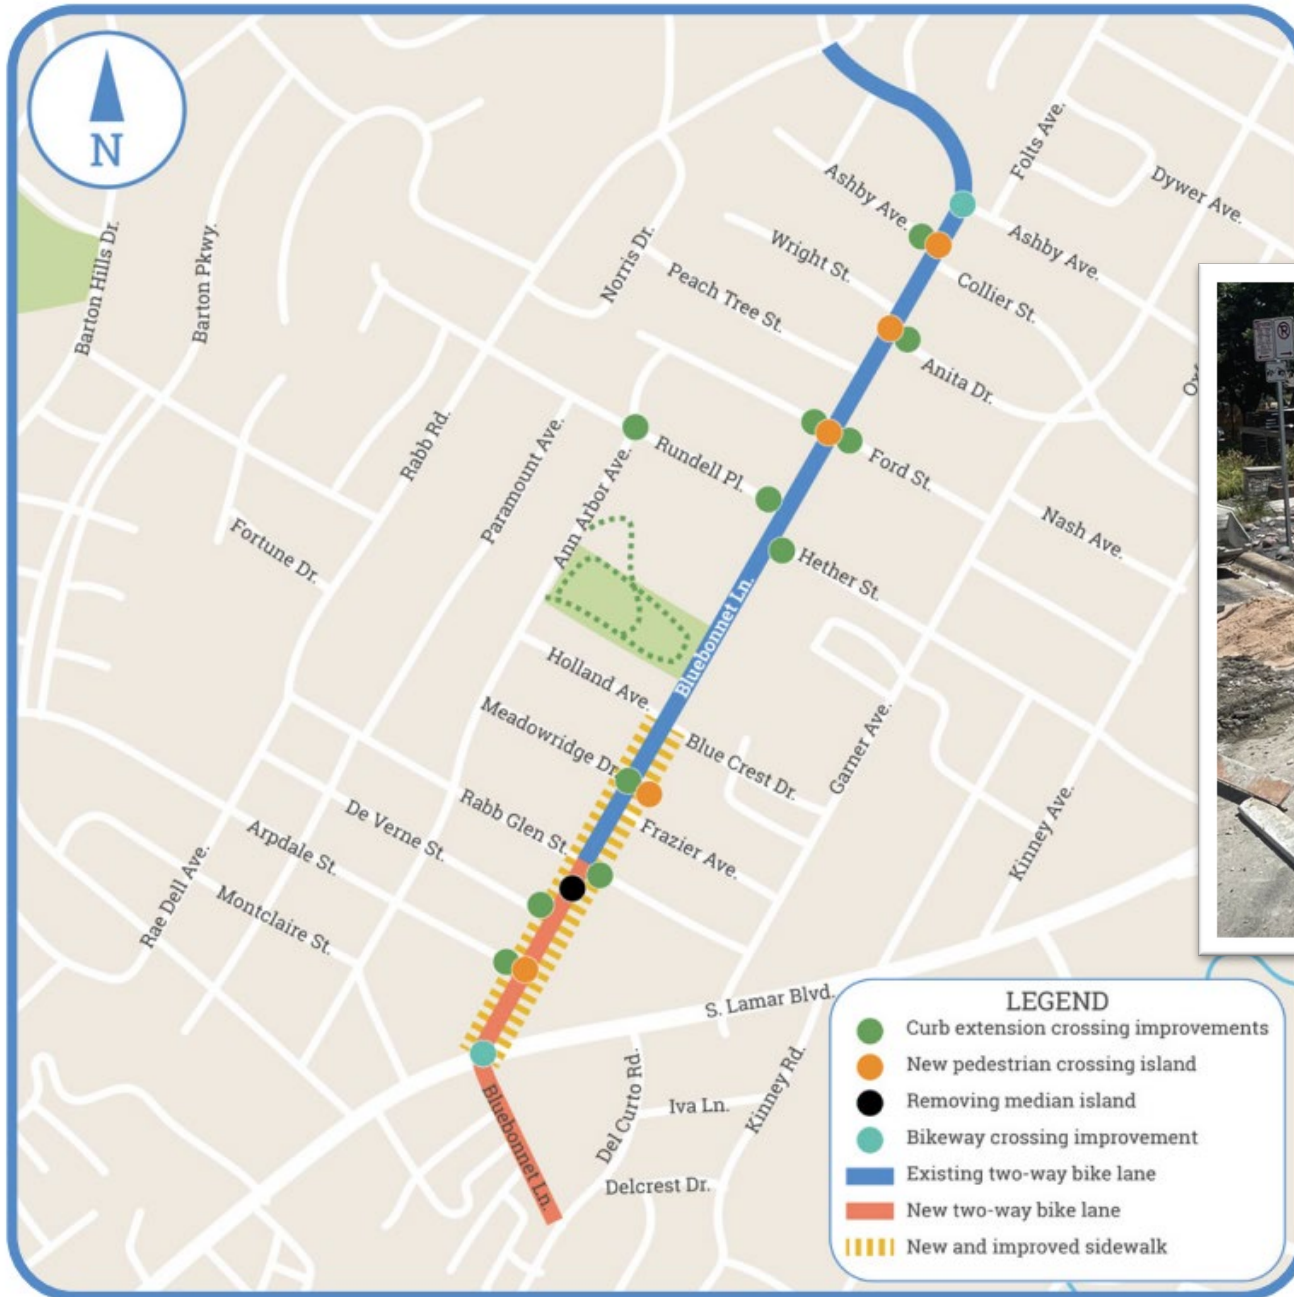 N
Folts Ave.
Dywer Ave.
Ashby Ave.
Ashby Ave.
Wright St.
Collier St.
Barton Hills Dr.
Barton Pkwy.
Norris Dr.
Peach Tree St.
Anita Dr.
Rabb Rd.
Paramount Ave.
Rundell Pl.
Ford St.
Nash Ave.
Ann Arbor Ave.
Fortune Dr.
Hether St.
Bluebonnet Ln.
Holland Ave.
Meadowridge Dr.
Blue Crest Dr.
Garner Ave.
Kinney Ave.
Rabb Glen St.
De Verne St.
Frazier Ave.
Arpdale St.
Rae Dell Ave.
Montclaire St.
S. Lamar Blvd.
Del Curto Rd.
Iva Ln.
Kinney Rd.
Bluebonnet Ln.
Delcrest Dr.
LEGEND
Curb extension crossing improvements
New pedestrian crossing island
Removing median island
Bikeway crossing improvement
Existing two-way bike lane
New two-way bike lane
New and improved sidewalk